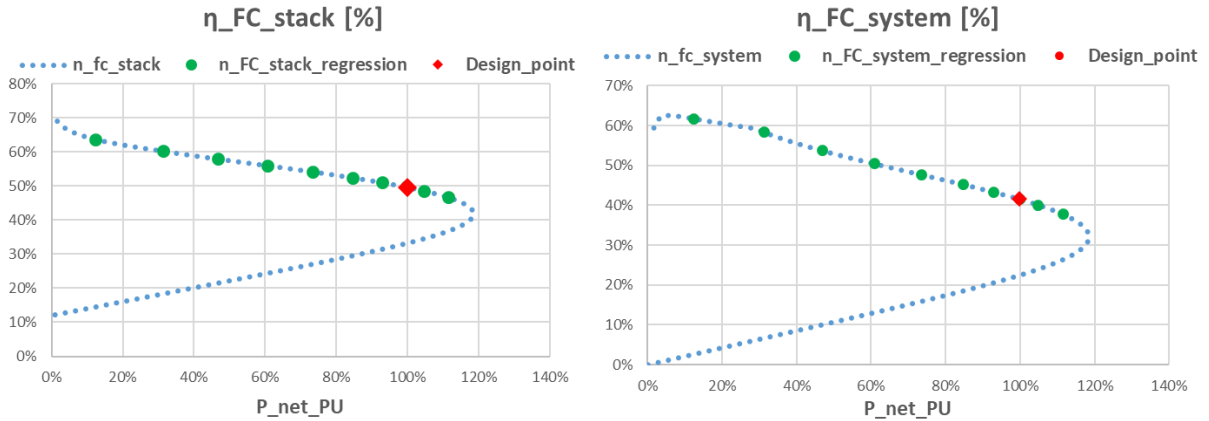 η_FC_stack [%]
n_fc_stack n_FC_stack_regression Design_point
80%
70%
60%
50%
40%
30%
20%
10%
0%
0% 20% 40% 60% 80% 100% 120% 140%
P_net_PU
η_FC_system [%]
n_fc_system n_FC_system_regression Design_point
70%
60%
50%
40%
30%
20%
10%
0%
0% 20% 40% 60% 80% 100% 120% 140%
P_net_PU